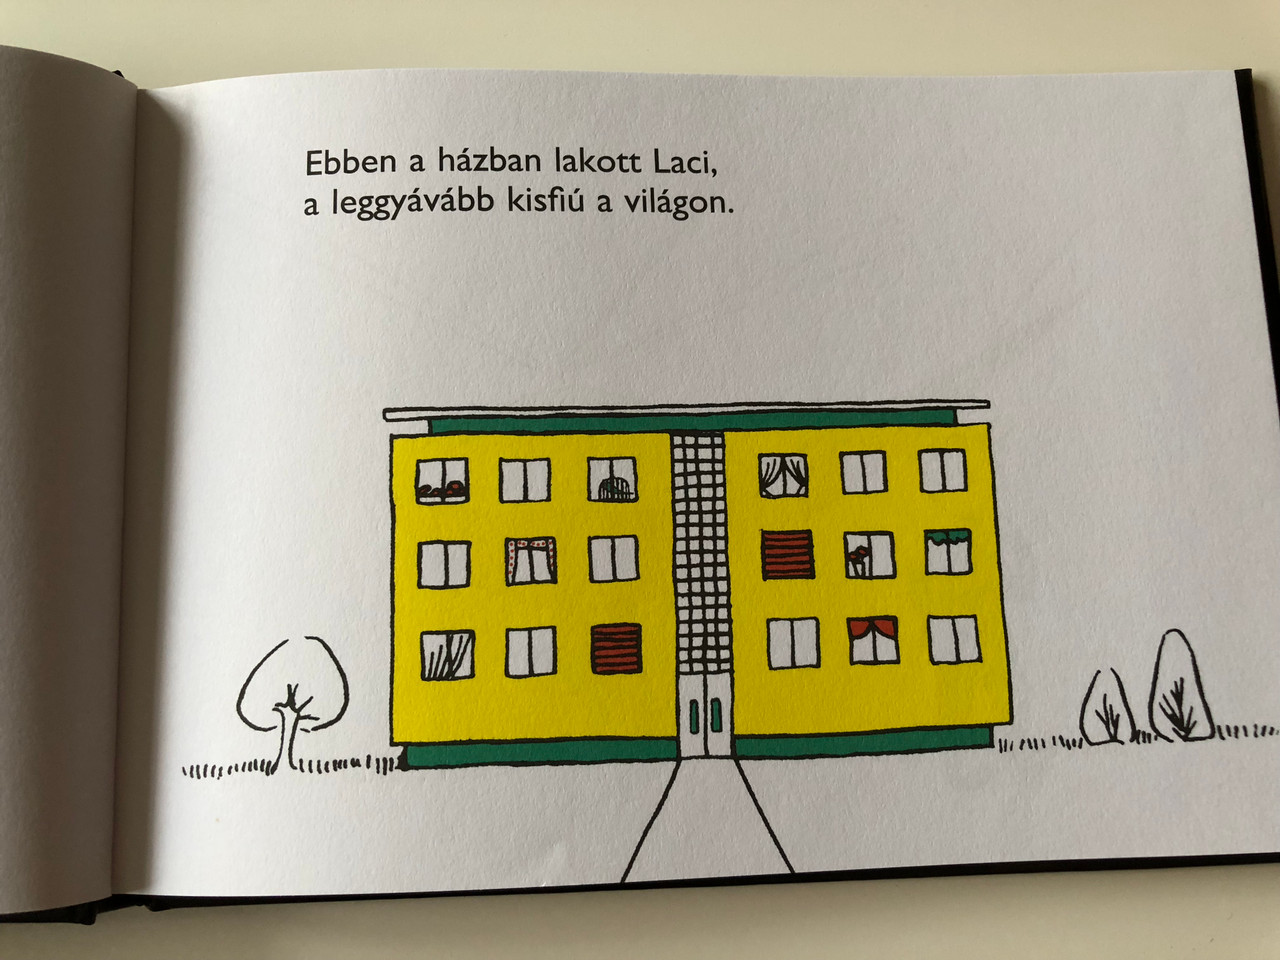 Ebben a házban lakott Laci,
a leggyávább kisfiú a világon.